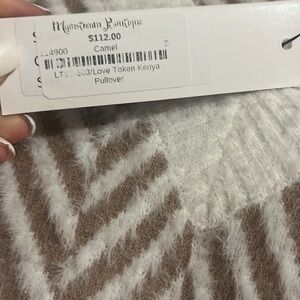 Mainstream Boutique
$112.00
Camel S
Love Token Kenya
Pullover